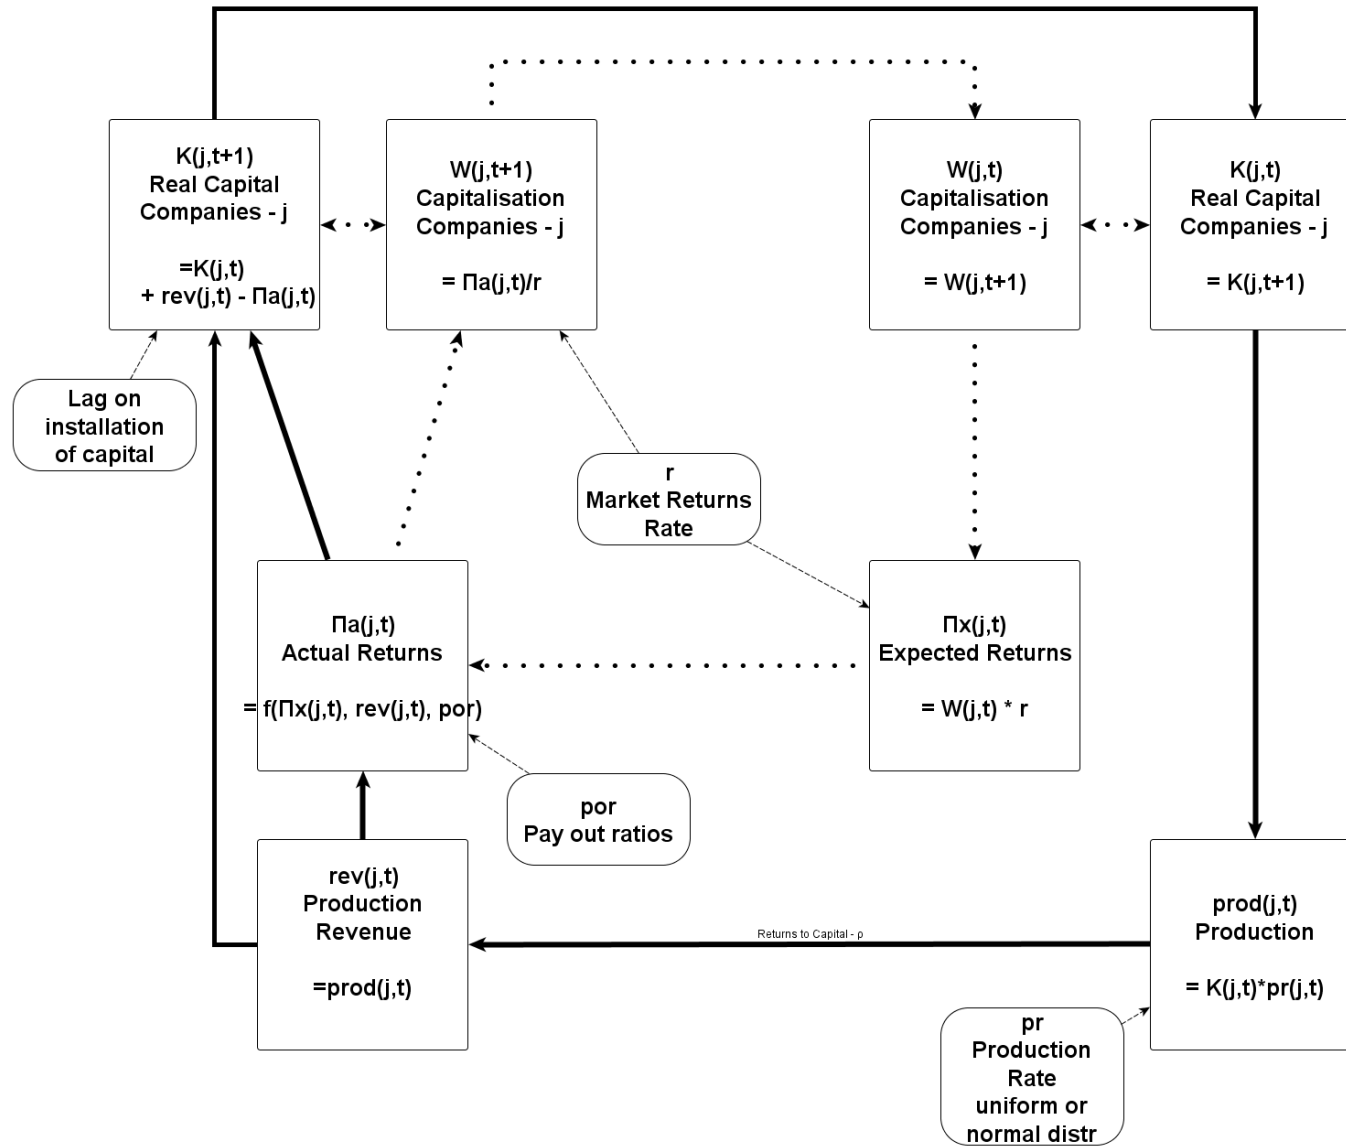 K(j,t+1)
Real Capital
Companies - j
=K(j,t)
+ rev(j,t) - Πa(j,t)
W(j,t+1)
Capitalisation
Companies - j
= Πa(j,t)/r
W(j,t)
Capitalisation
Companies - j
= W(j,t+1)
K(j,t)
Real Capital
Companies - j
= K(j,t+1)
Lag on
installation
of capital
r
Market Returns
Rate
Πa(j,t)
Actual Returns
= f(Πx(j,t), rev(j,t), por)
Πx(j,t)
Expected Returns
= W(j,t) * r
por
Pay out ratios
rev(j,t)
Production
Revenue
=prod(j,t)
Returns to Capital - ρ
prod(j,t)
Production
= K(j,t)*pr(j,t)
pr
Production
Rate
uniform or
normal distr